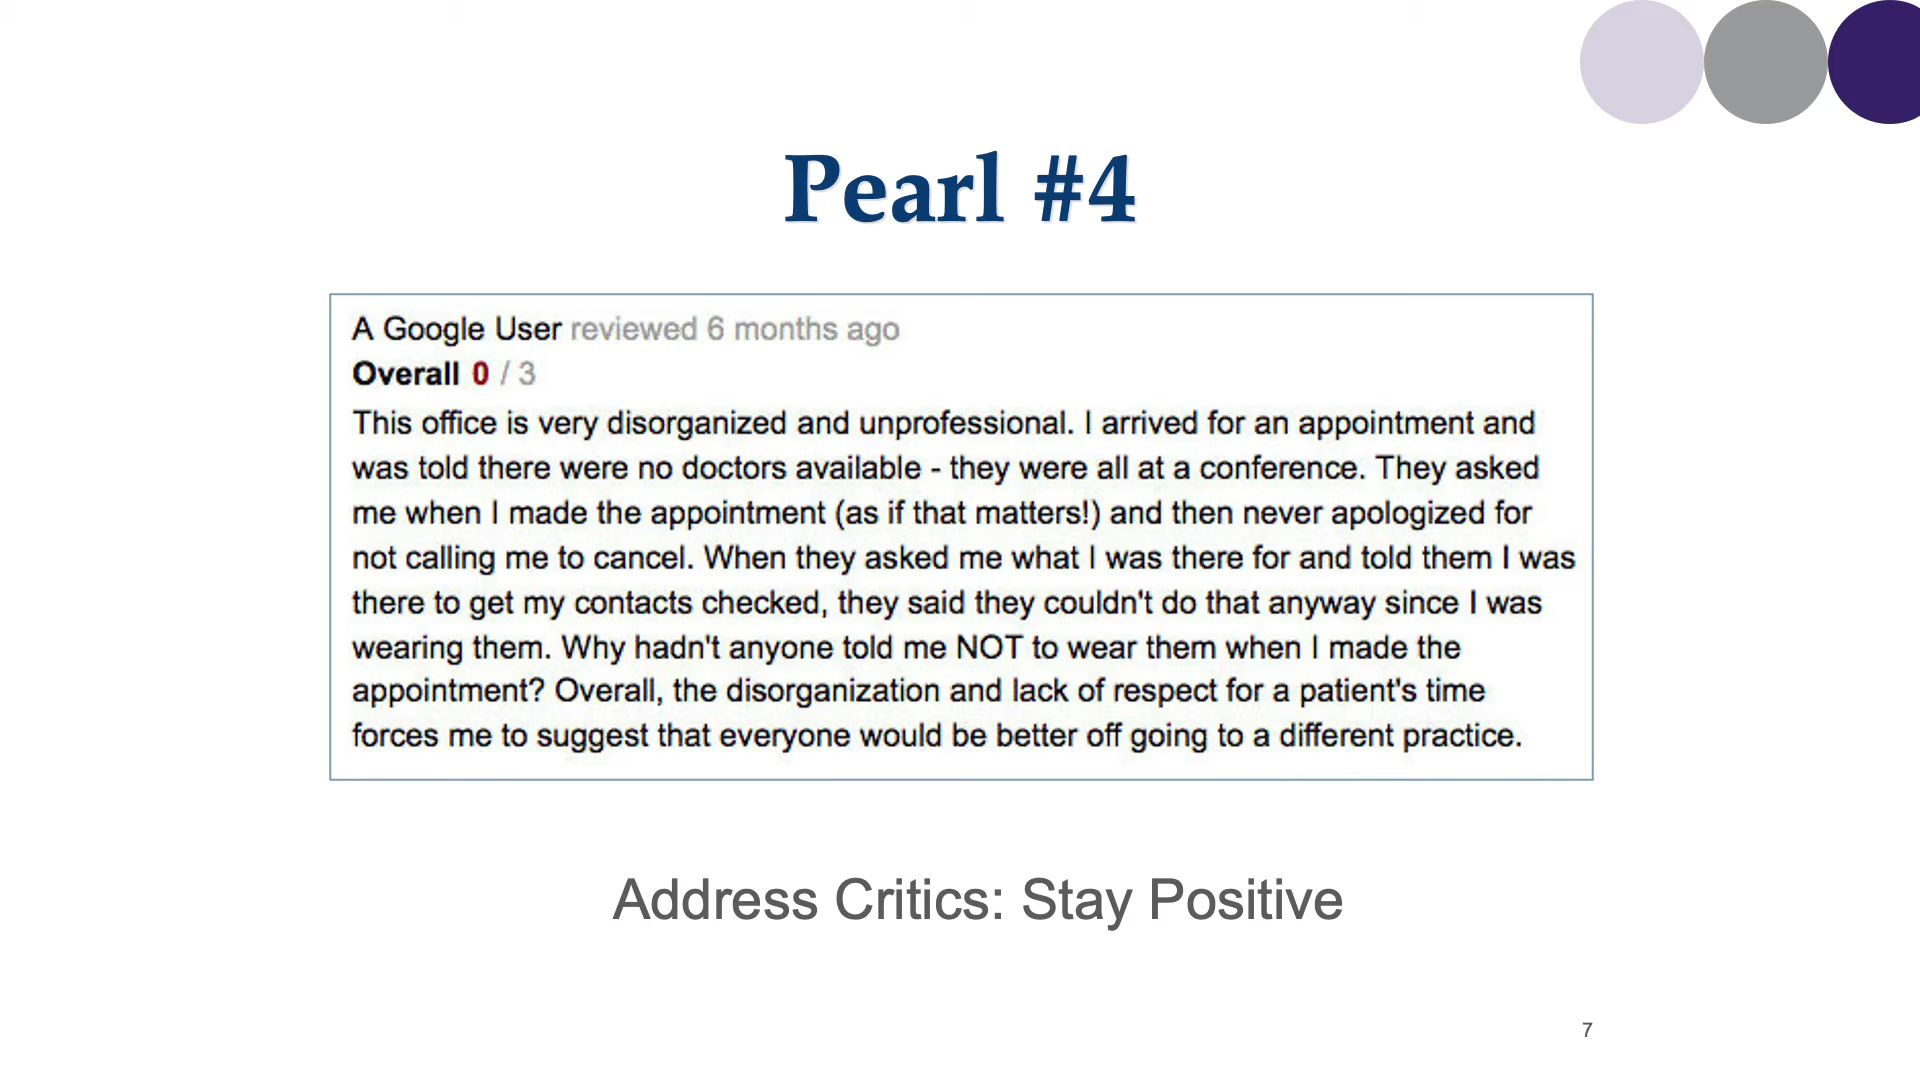 Pearl #4
A Google User reviewed 6 months ago
Overall 0 / 3
This office is very disorganized and unprofessional. I arrived for an appointment and
was told there were no doctors available - they were all at a conference. They asked
me when I made the appointment (as if that matters!) and then never apologized for
not calling me to cancel. When they asked me what I was there for and told them I was
there to get my contacts checked, they said they couldn't do that anyway since I was
wearing them. Why hadn't anyone told me NOT to wear them when I made the
appointment? Overall, the disorganization and lack of respect for a patient's time
forces me to suggest that everyone would be better off going to a different practice.
Address Critics: Stay Positive
7